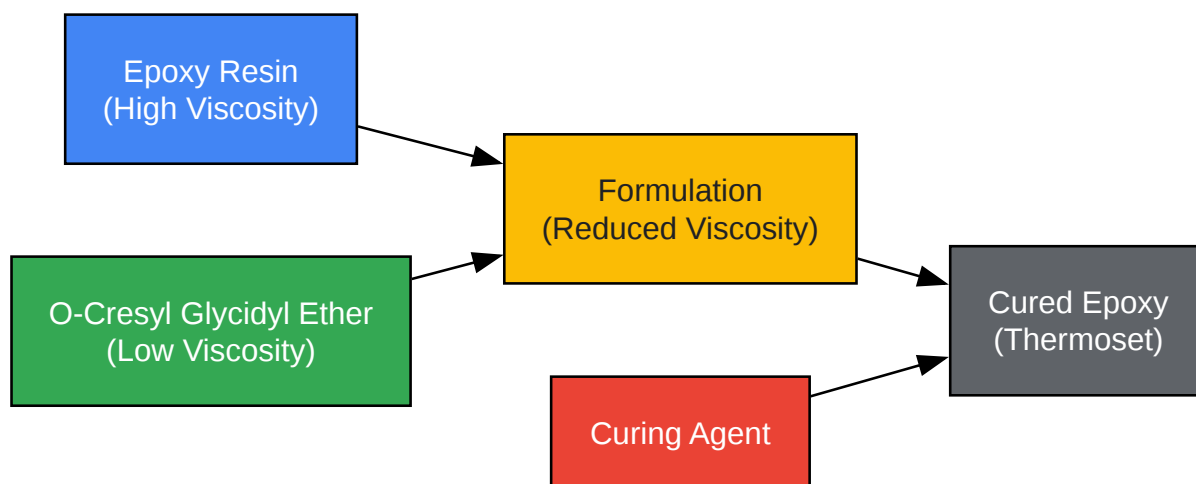 Epoxy Resin
(High Viscosity)
Formulation
(Reduced Viscosity)
O-Cresyl Glycidyl Ether
(Low Viscosity)
Cured Epoxy
(Thermoset)
Curing Agent